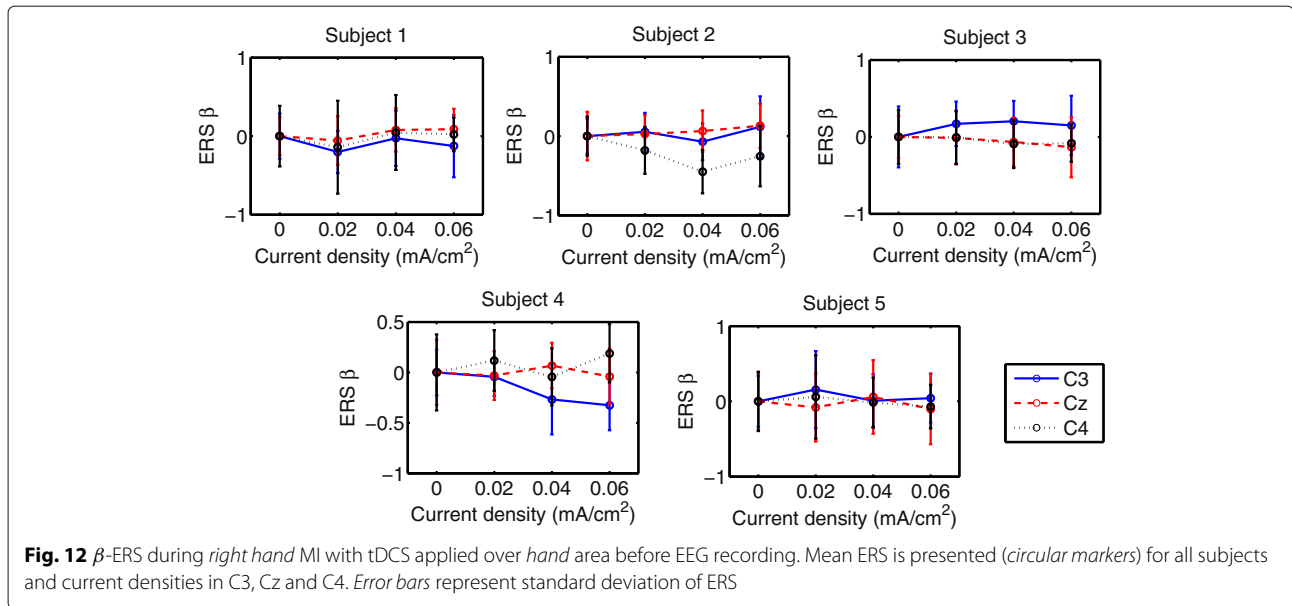 Subject 1
1
0
−1
ERS β
0 0.02 0.04 0.06
Current density (mA/cm²)
Subject 2
1
0
−1
ERS β
0 0.02 0.04 0.06
Current density (mA/cm²)
Subject 3
1
0
−1
ERS β
0 0.02 0.04 0.06
Current density (mA/cm²)
Subject 4
0.5
0
−0.5
−1
ERS β
0 0.02 0.04 0.06
Current density (mA/cm²)
Subject 5
1
0
−1
ERS β
0 0.02 0.04 0.06
Current density (mA/cm²)
C3
Cz
C4
Fig. 12 β-ERS during right hand MI with tDCS applied over hand area before EEG recording. Mean ERS is presented (circular markers) for all subjects
and current densities in C3, Cz and C4. Error bars represent standard deviation of ERS